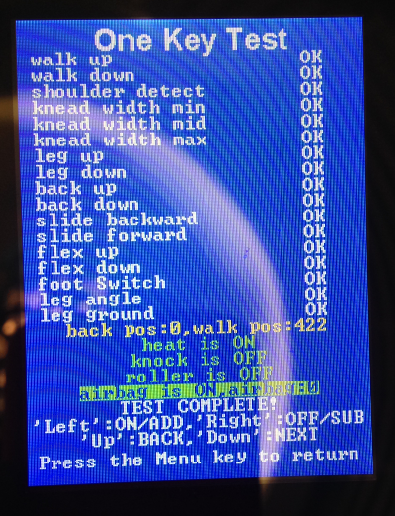 One Key Test
walk up OK
walk down OK
shoulder detect OK
knead width min OK
knead width mid OK
knead width max OK
leg up OK
leg down OK
back up OK
back down OK
slide backward OK
slide forward OK
flex up OK
flex down OK
foot Switch OK
leg angle OK
leg ground OK
back pos:0,walk pos:422
heat is ON
knock is OFF
roller is OFF
airbag is ON,
TEST COMPLETE!
'Left':ON/ADD,'Right':OFF/SUB
'Up':BACK,'Down':NEXT
Press the Menu key to return